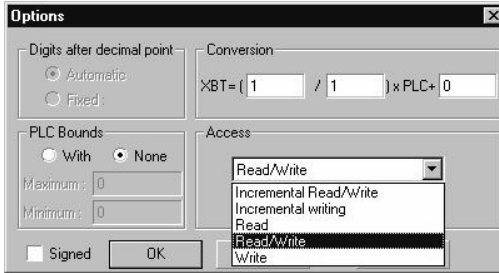 Options
Digits after decimal point
Automatic
Fixed :
Conversion
XBT= ( 1 / 1 ) x PLC+ 0
PLC Bounds
With None
Maximum : 0
Minimum : 0
Access
Read/Write
Incremental Read/Write
Incremental writing
Read
Read/Write
Write
Signed
OK